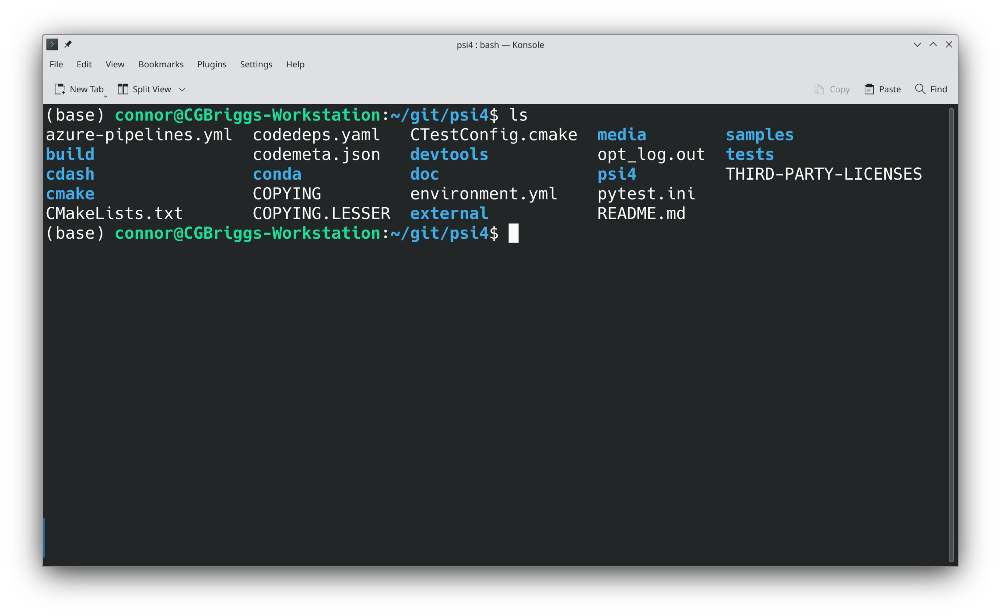 psi4 : bash — Konsole
File Edit View Bookmarks Plugins Settings Help
New Tab Split View Copy Paste Find
(base) connor@CGBriggs-Workstation:~/git/psi4$ ls
azure-pipelines.yml codedeps.yaml CTestConfig.cmake media samples
build codemeta.json devtools opt_log.out tests
cdash conda doc psi4 THIRD-PARTY-LICENSES
cmake COPYING environment.yml pytest.ini
CMakeLists.txt COPYING.LESSER external README.md
(base) connor@CGBriggs-Workstation:~/git/psi4$